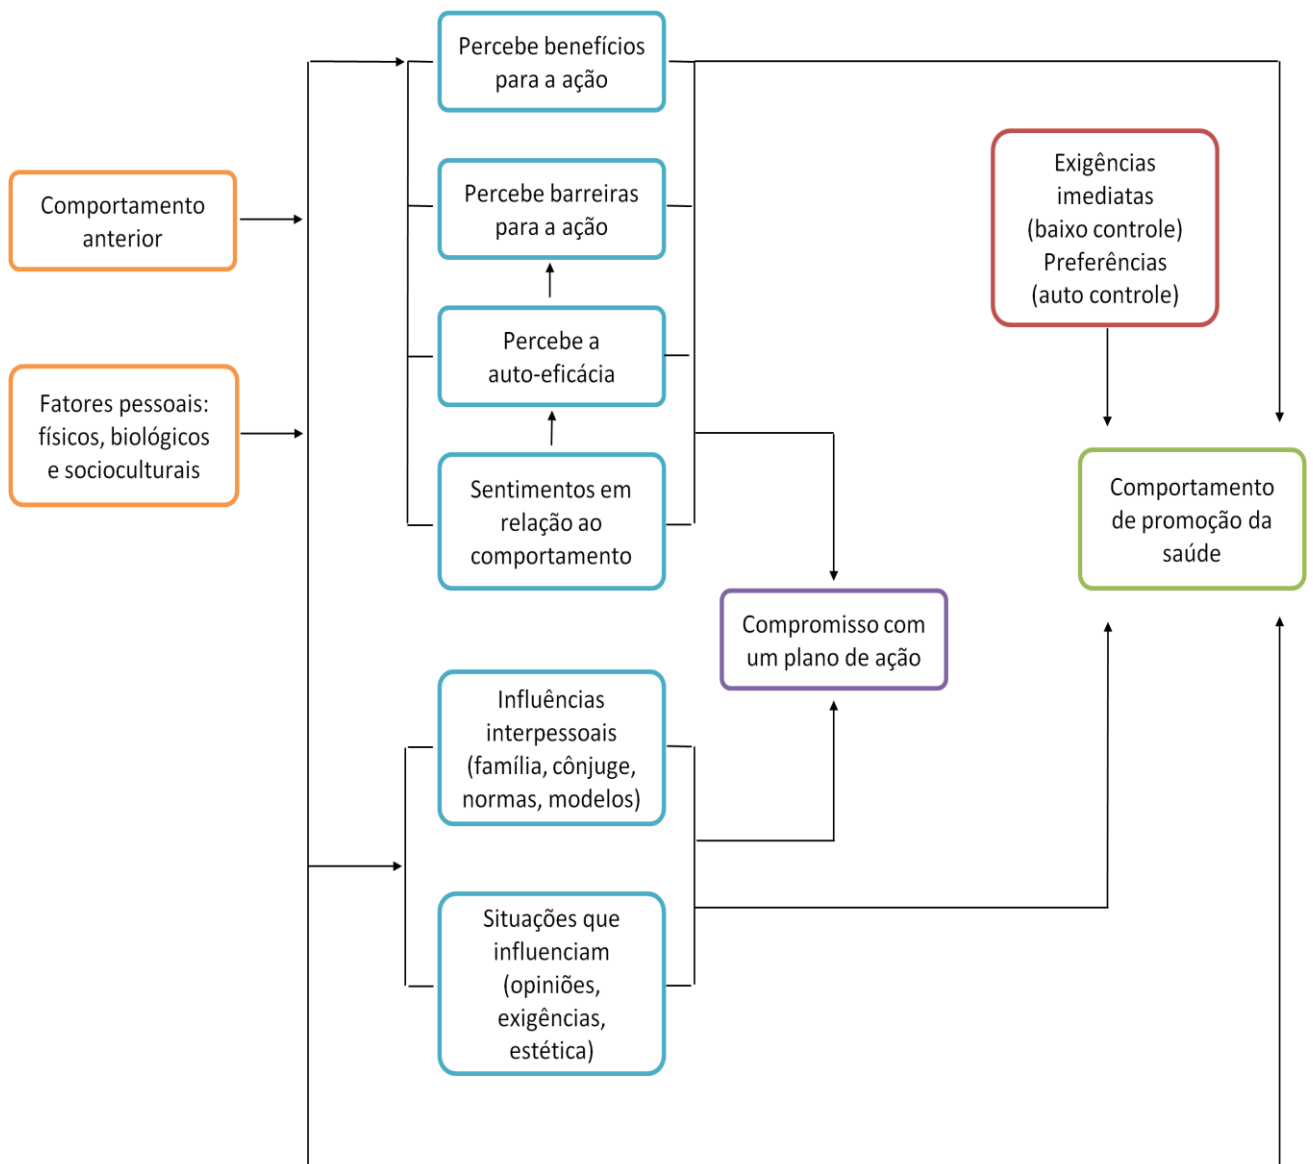 Comportamento
anterior
Fatores pessoais:
físicos, biológicos
e socioculturais
Percebe benefícios
para a ação
Percebe barreiras
para a ação
Percebe a
auto-eficácia
Sentimentos em
relação ao
comportamento
Influências
interpessoais
(família, cônjuge,
normas, modelos)
Situações que
influenciam
(opiniões,
exigências,
estética)
Compromisso com
um plano de ação
Exigências
imediatas
(baixo controle)
Preferências
(auto controle)
Comportamento
de promoção da
saúde